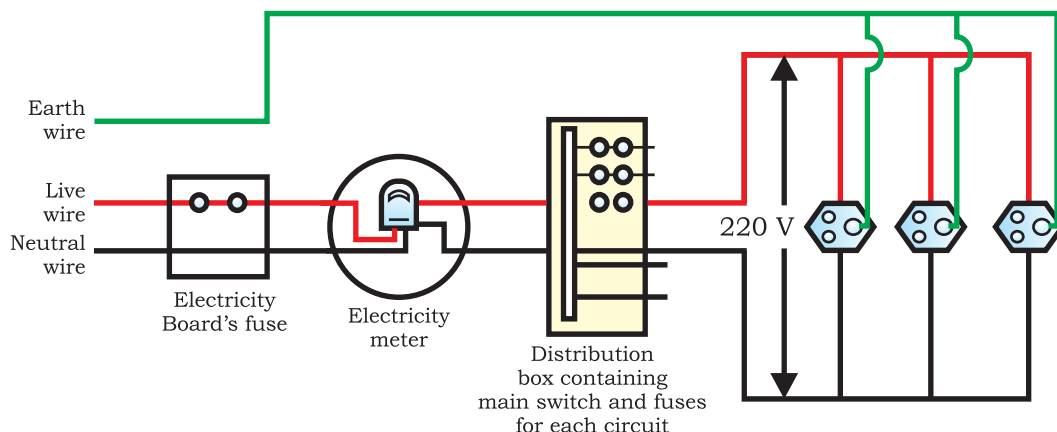 Earth
wire
Live
wire
Neutral
wire
Electricity
Board's fuse
Electricity
meter
Distribution
box containing
main switch and fuses
for each circuit
220 V